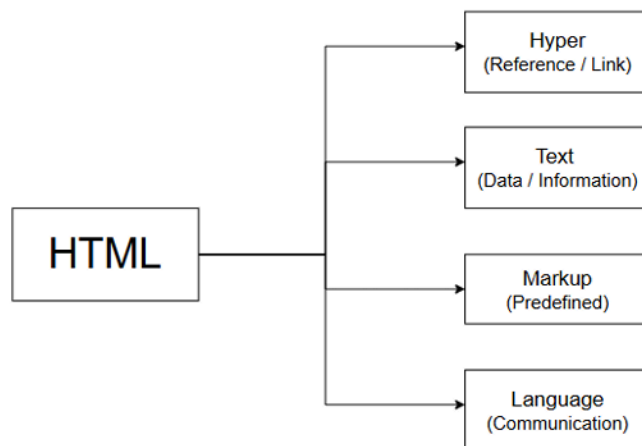 HTML
Hyper
(Reference / Link)
Text
(Data / Information)
Markup
(Predefined)
Language
(Communication)